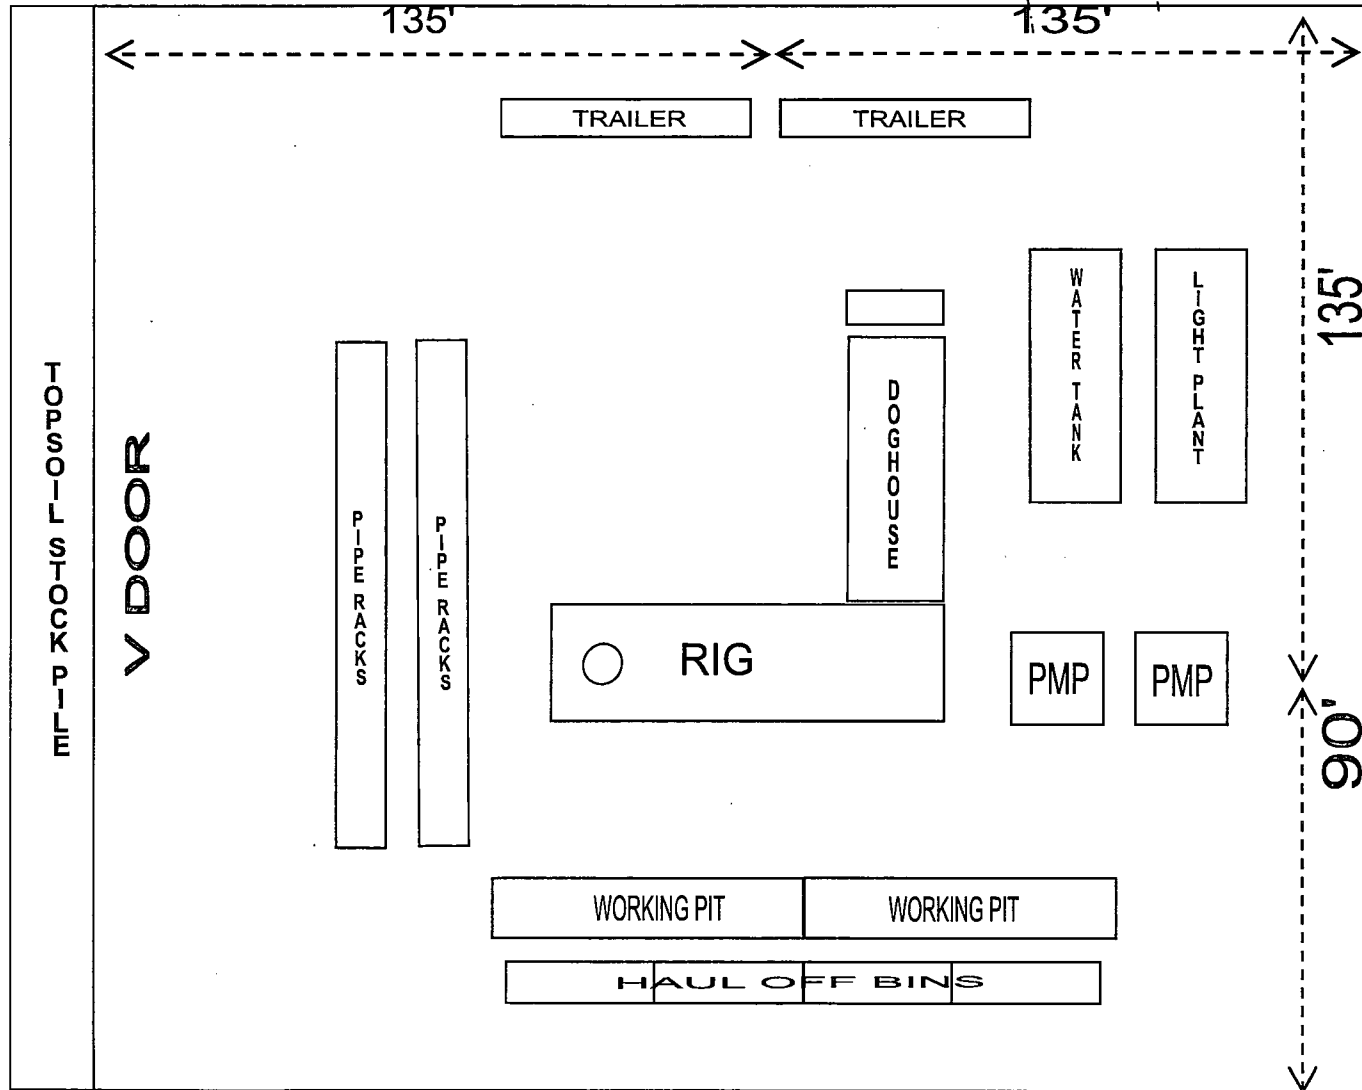 135'
135'
TRAILER
TRAILER
135'
WATER TANK
LIGHT PLANT
TOPSOIL STOCK PILE
V DOOR
DOGHOUSE
PIPE RACKS
PIPE RACKS
RIG
PMP
PMP
90'
WORKING PIT
WORKING PIT
HAUL OFF BINS